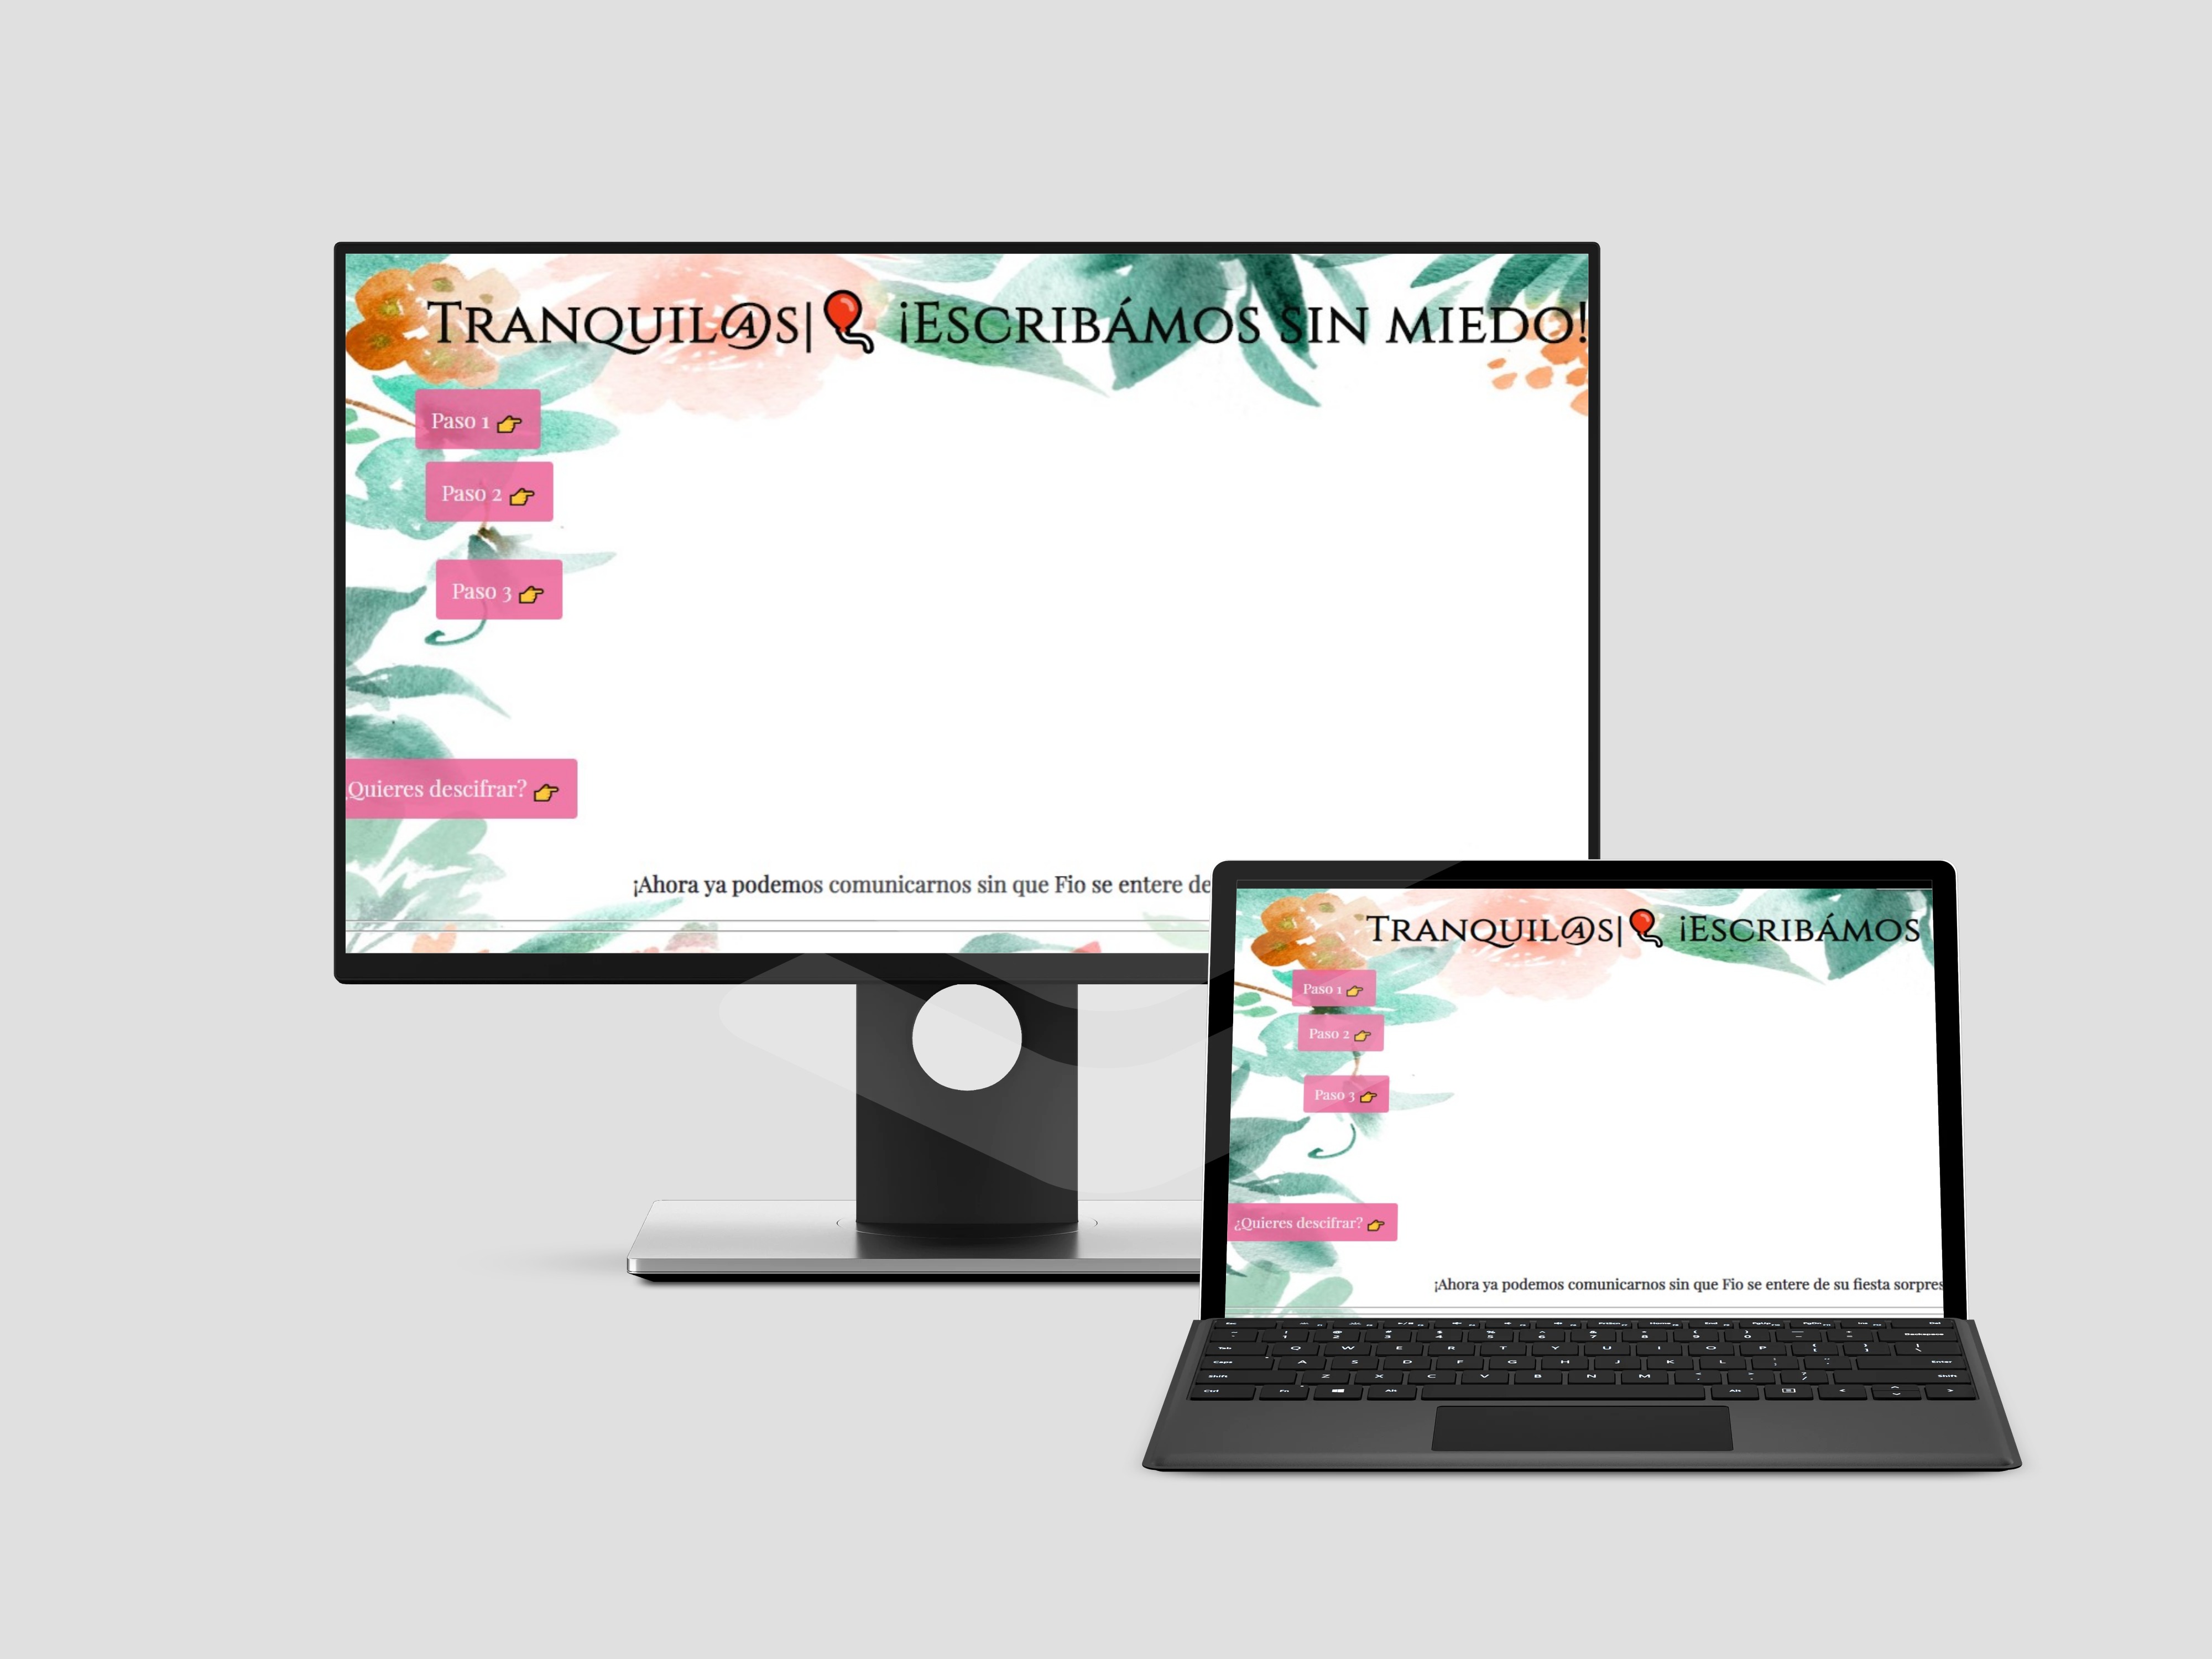 Tranquil@s|🎈 ¡Escribámos sin miedo!
Paso 1 👉
Paso 2 👉
Paso 3 👉
¿Quieres descifrar? 👉
¡Ahora ya podemos comunicarnos sin que Fio se entere de
Tranquil@s|🎈 ¡Escribámos
Paso 1 👉
Paso 2 👉
Paso 3 👉
¿Quieres descifrar? 👉
¡Ahora ya podemos comunicarnos sin que Fio se entere de su fiesta sorpres
Q W E R T Y U I O P
A S D F G H J K L
Z X C V B N M